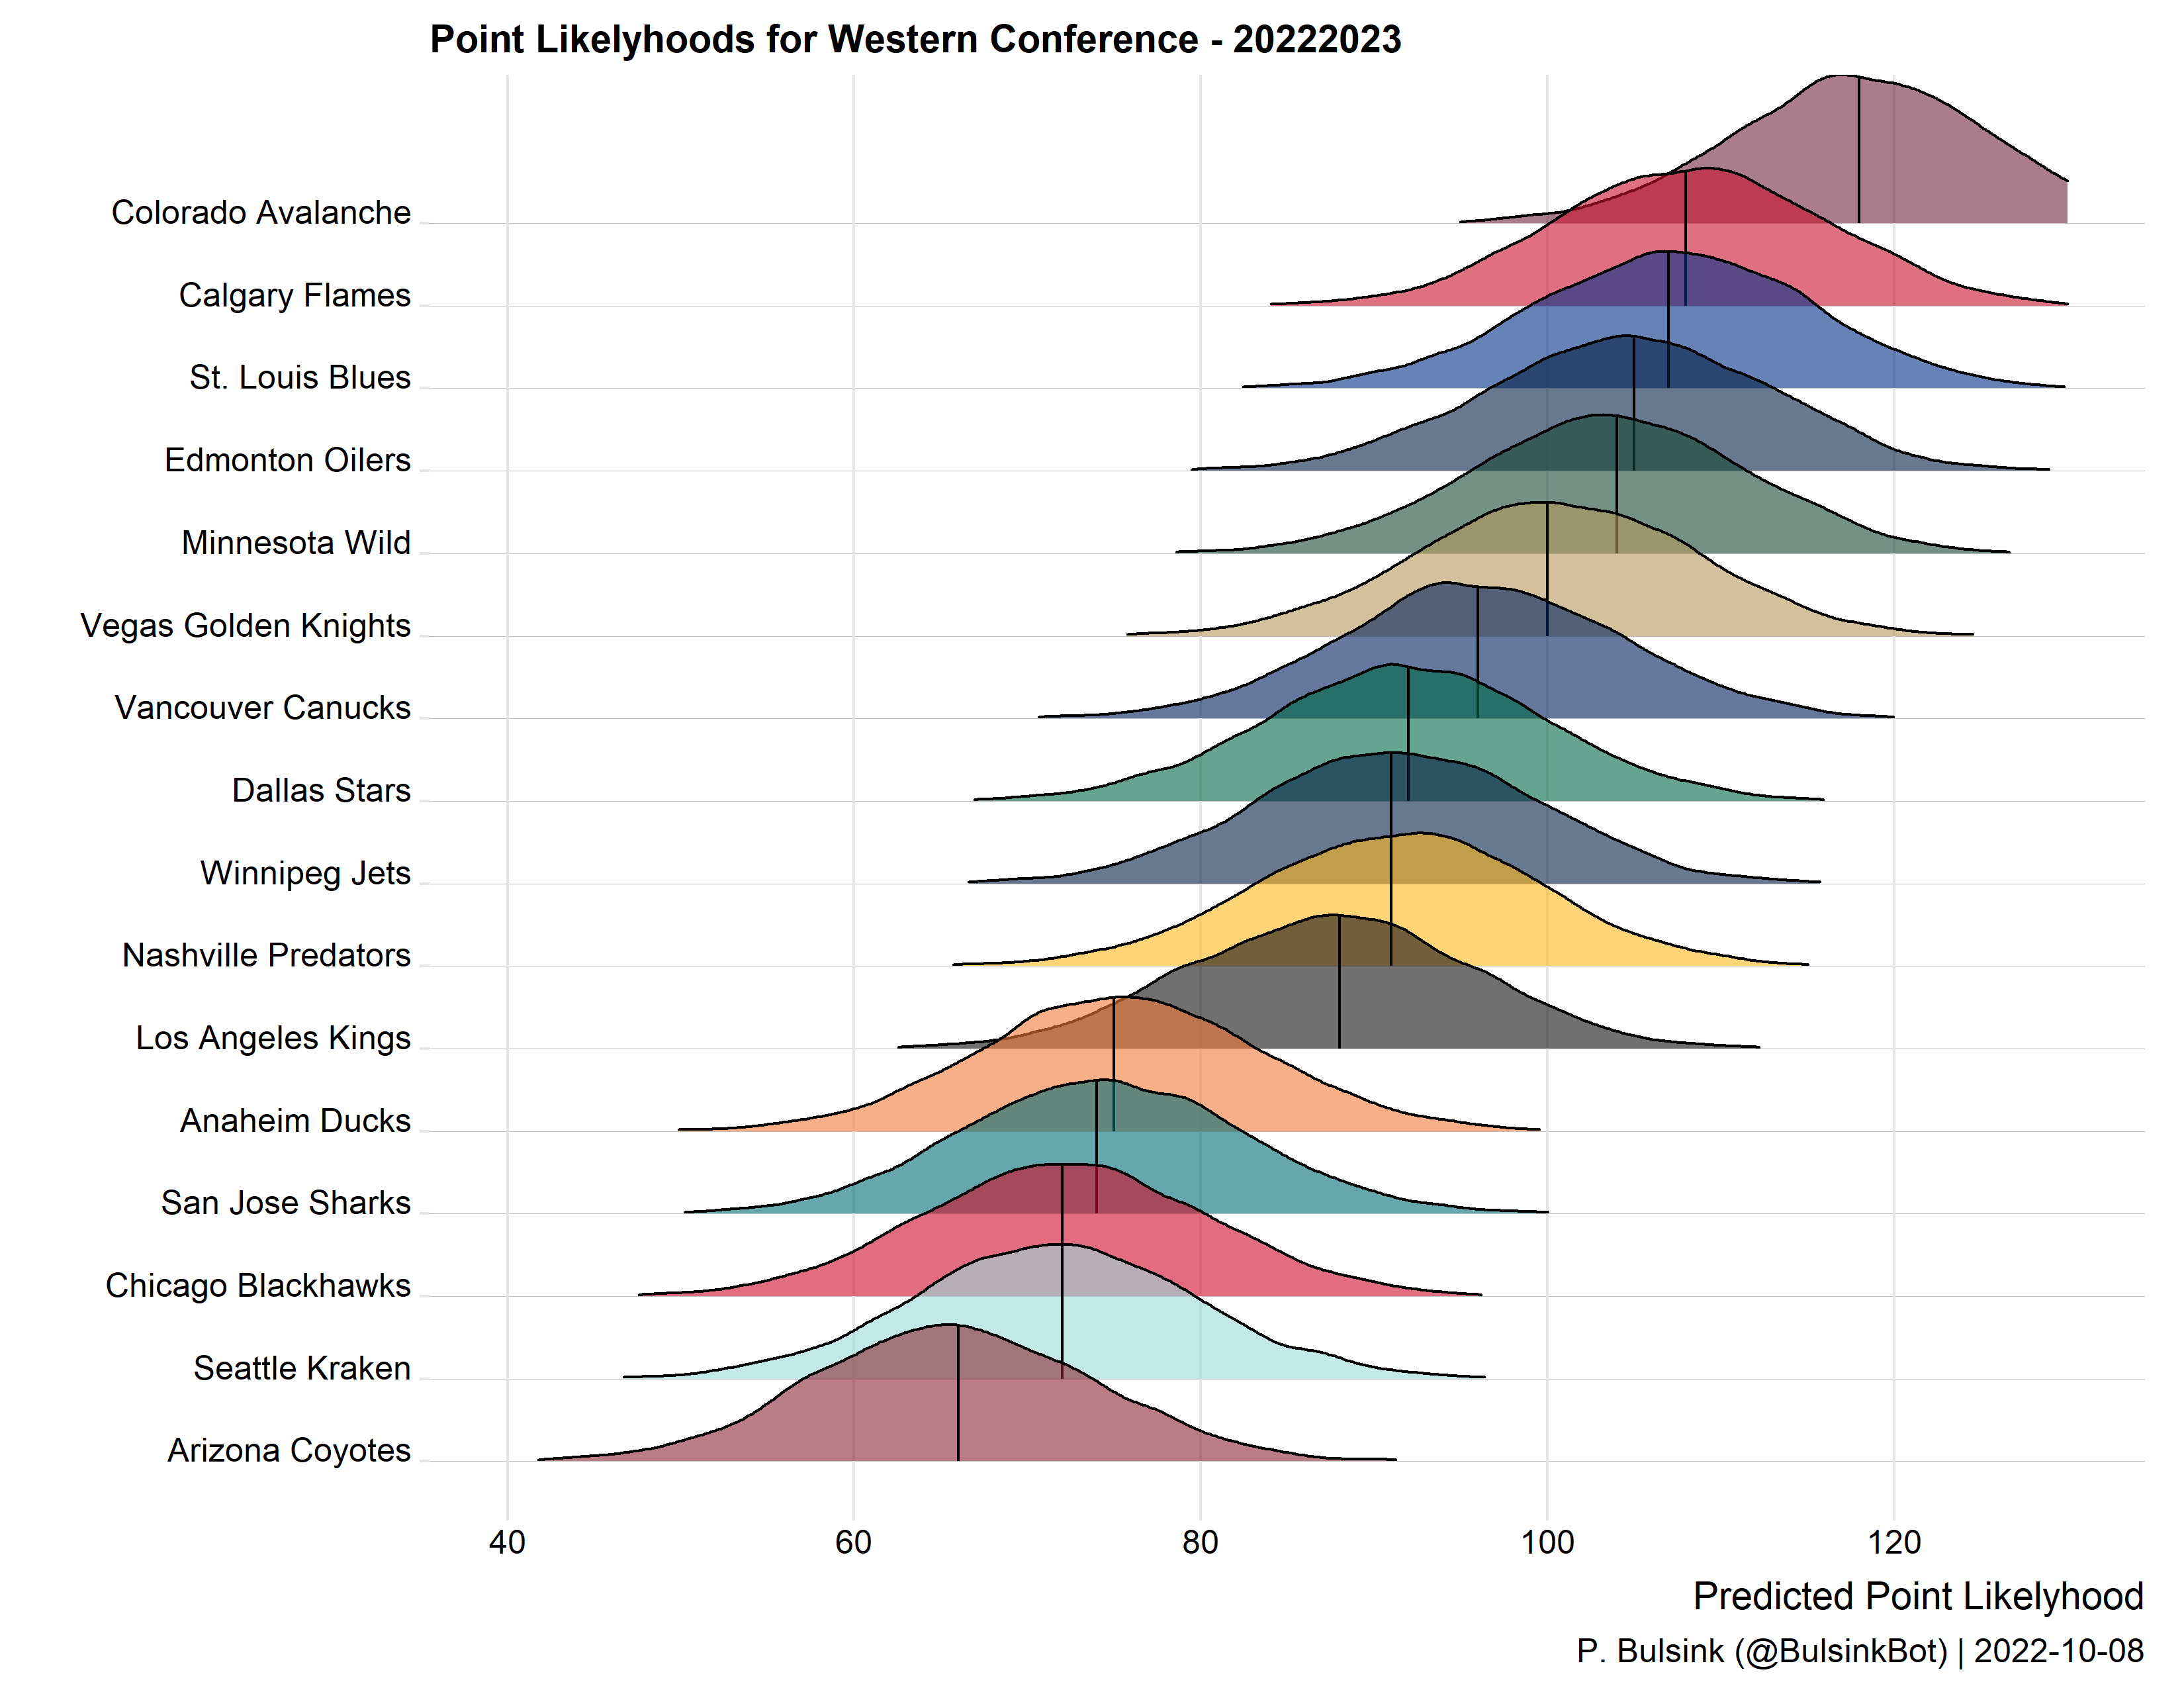 Point Likelyhoods for Western Conference - 20222023
Colorado Avalanche
Calgary Flames
St. Louis Blues
Edmonton Oilers
Minnesota Wild
Vegas Golden Knights
Vancouver Canucks
Dallas Stars
Winnipeg Jets
Nashville Predators
Los Angeles Kings
Anaheim Ducks
San Jose Sharks
Chicago Blackhawks
Seattle Kraken
Arizona Coyotes
40 60 80 100 120
Predicted Point Likelyhood
P. Bulsink (@BulsinkBot) | 2022-10-08